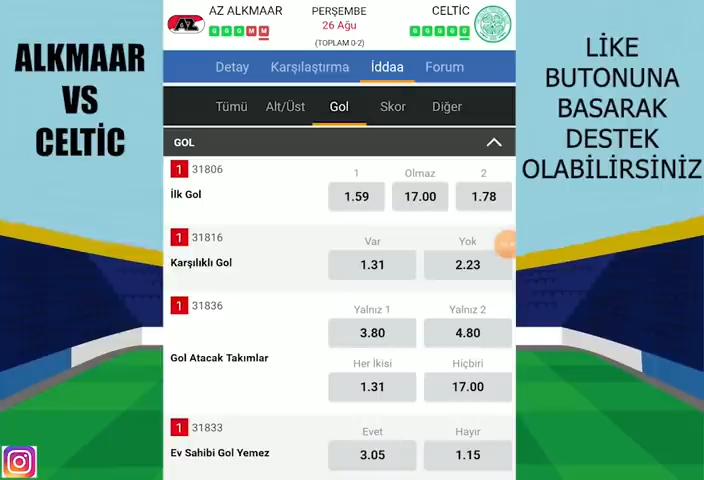 ALKMAAR
VS
CELTİC
AZ
AZ ALKMAAR
G G G M M
PERŞEMBE
26 Ağu
(TOPLAM 0-2)
CELTİC
G G G G G
Detay Karşılaştırma İddaa Forum
Tümü Alt/Üst Gol Skor Diğer
GOL
1 31806
İlk Gol
1 Olmaz 2
1.59 17.00 1.78
1 31816
Karşılıklı Gol
Var Yok
1.31 2.23
1 31836
Gol Atacak Takımlar
Yalnız 1 Yalnız 2
3.80 4.80
Her İkisi Hiçbiri
1.31 17.00
1 31833
Ev Sahibi Gol Yemez
Evet Hayır
3.05 1.15
LİKE
BUTONUNA
BASARAK
DESTEK
OLABİLİRSİNİZ